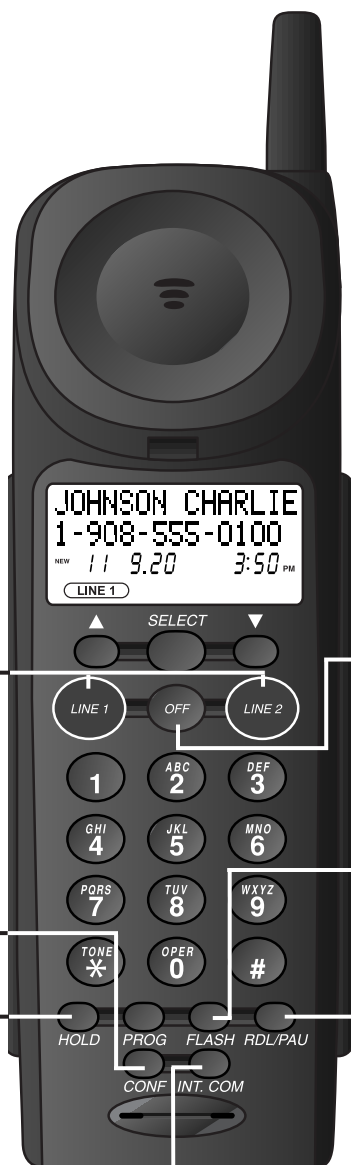 JOHNSON CHARLIE
1-908-555-0100
NEW 11 9.20 3:50 PM
LINE 1
▲ SELECT ▼
LINE 1 OFF LINE 2
1 ABC 2 DEF 3
GHI 4 JKL 5 MNO 6
PQRS 7 TUV 8 WXYZ 9
TONE * OPER 0 #
HOLD PROG FLASH RDL/PAU
CONF INT. COM